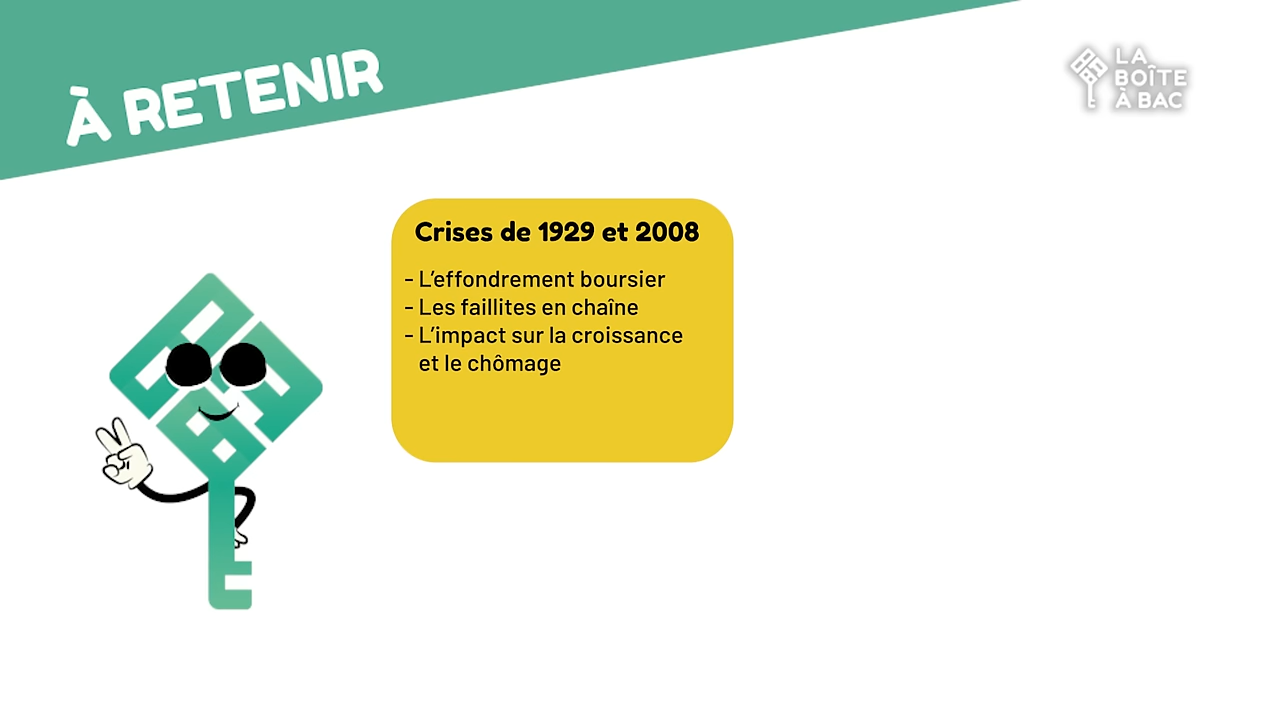 À RETENIR
LA
BOÎTE
À BAC
Crises de 1929 et 2008
- L’effondrement boursier
- Les faillites en chaîne
- L’impact sur la croissance
et le chômage